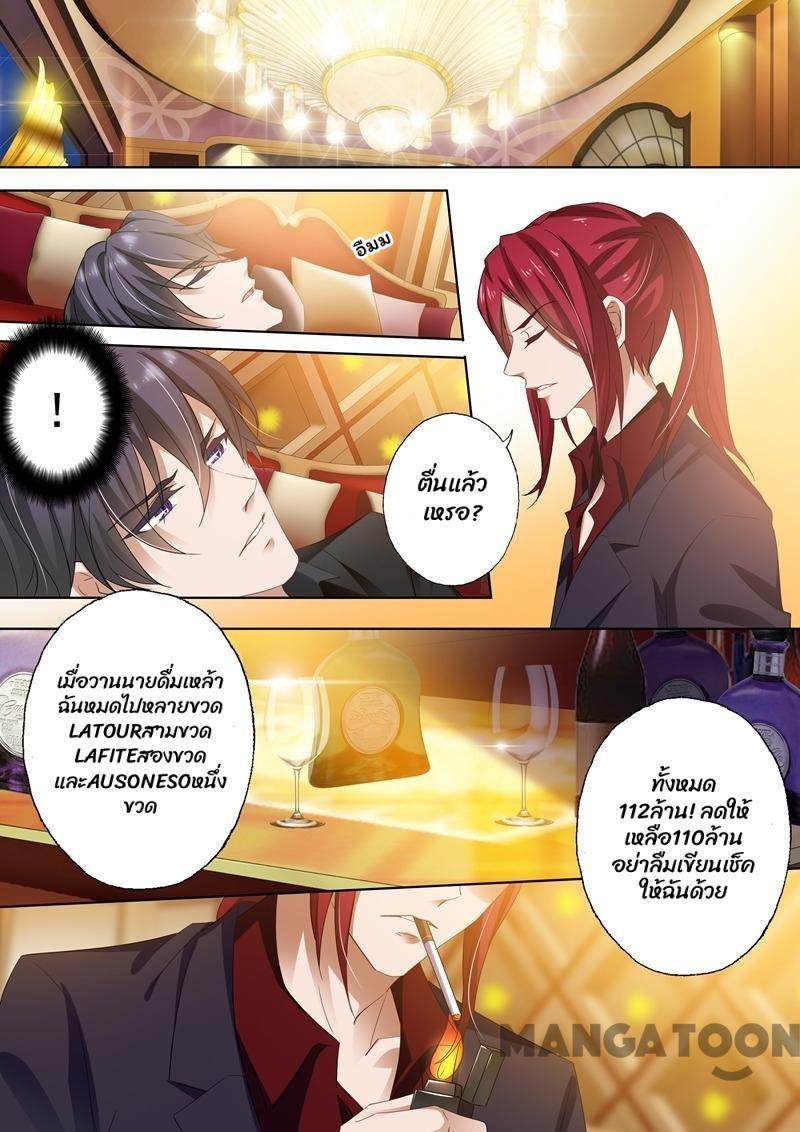 อืมม
!
ตื่นแล้ว
เหรอ?
เมื่อวานนายดื่มเหล้า
ฉันหมดไปหลายขวด
LATOURสามขวด
LAFITEสองขวด
และAUSONESOหนึ่ง
ขวด
ทั้งหมด
112ล้าน! ลดให้
เหลือ110ล้าน
อย่าลืมเขียนเช็ค
ให้ฉันด้วย
MANGATOON